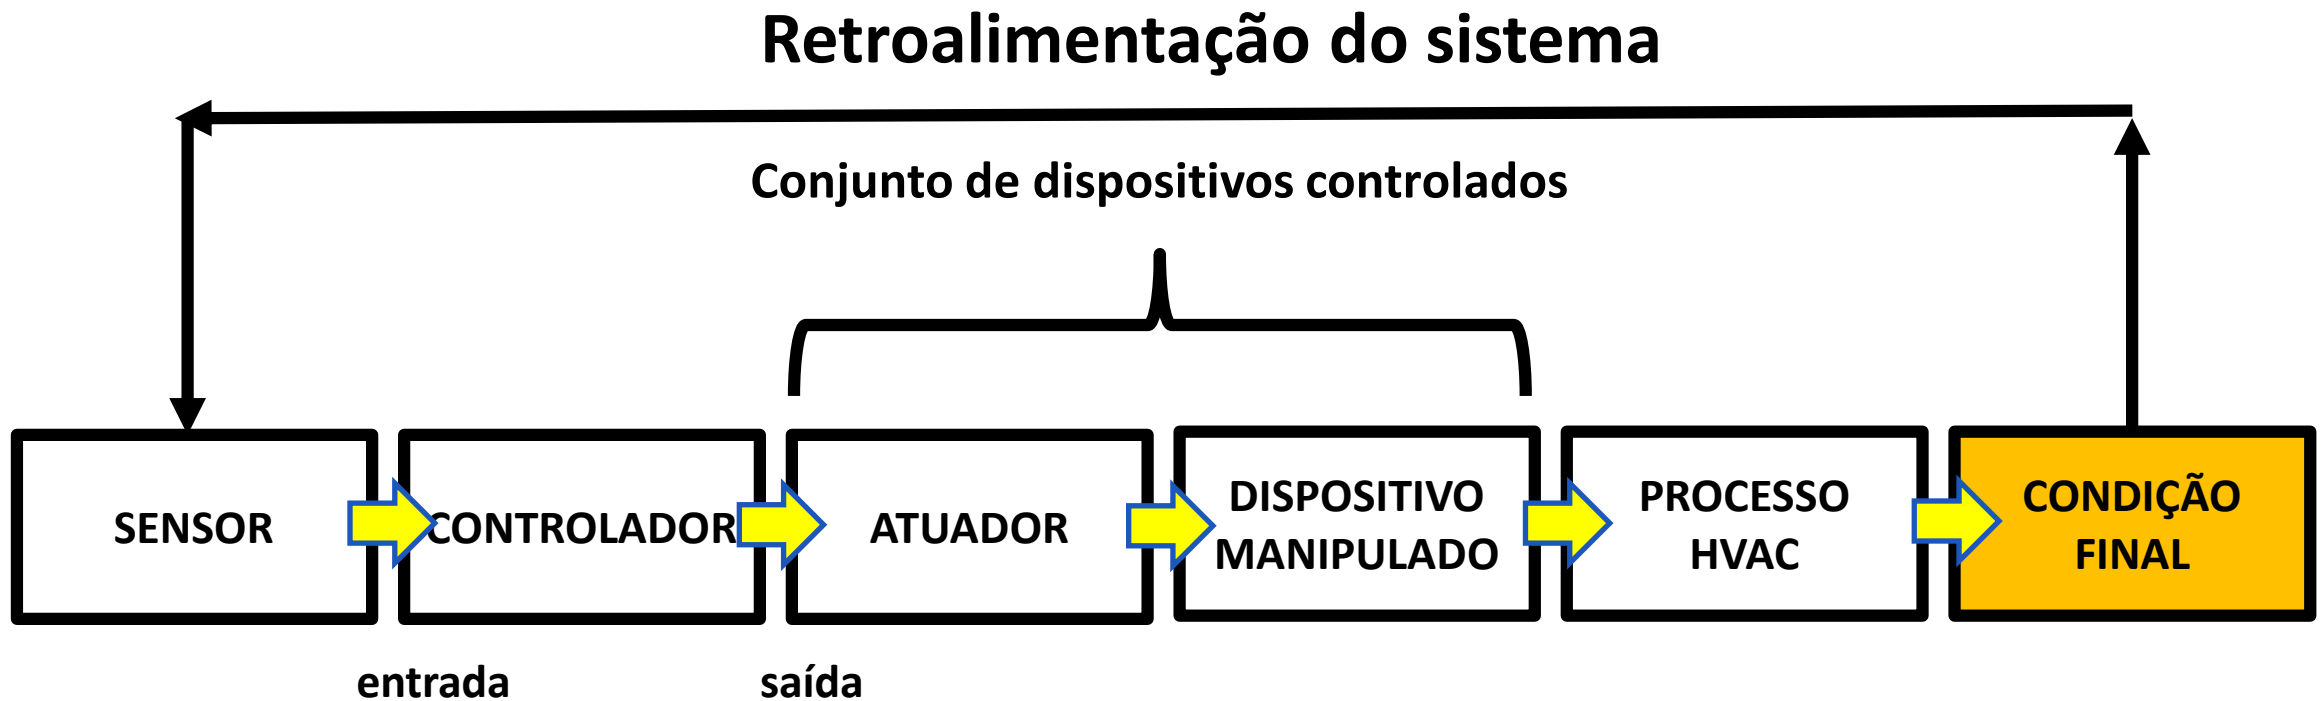 Retroalimentação do sistema
Conjunto de dispositivos controlados
SENSOR
CONTROLADOR
ATUADOR
DISPOSITIVO
MANIPULADO
PROCESSO
HVAC
CONDIÇÃO
FINAL
entrada
saída